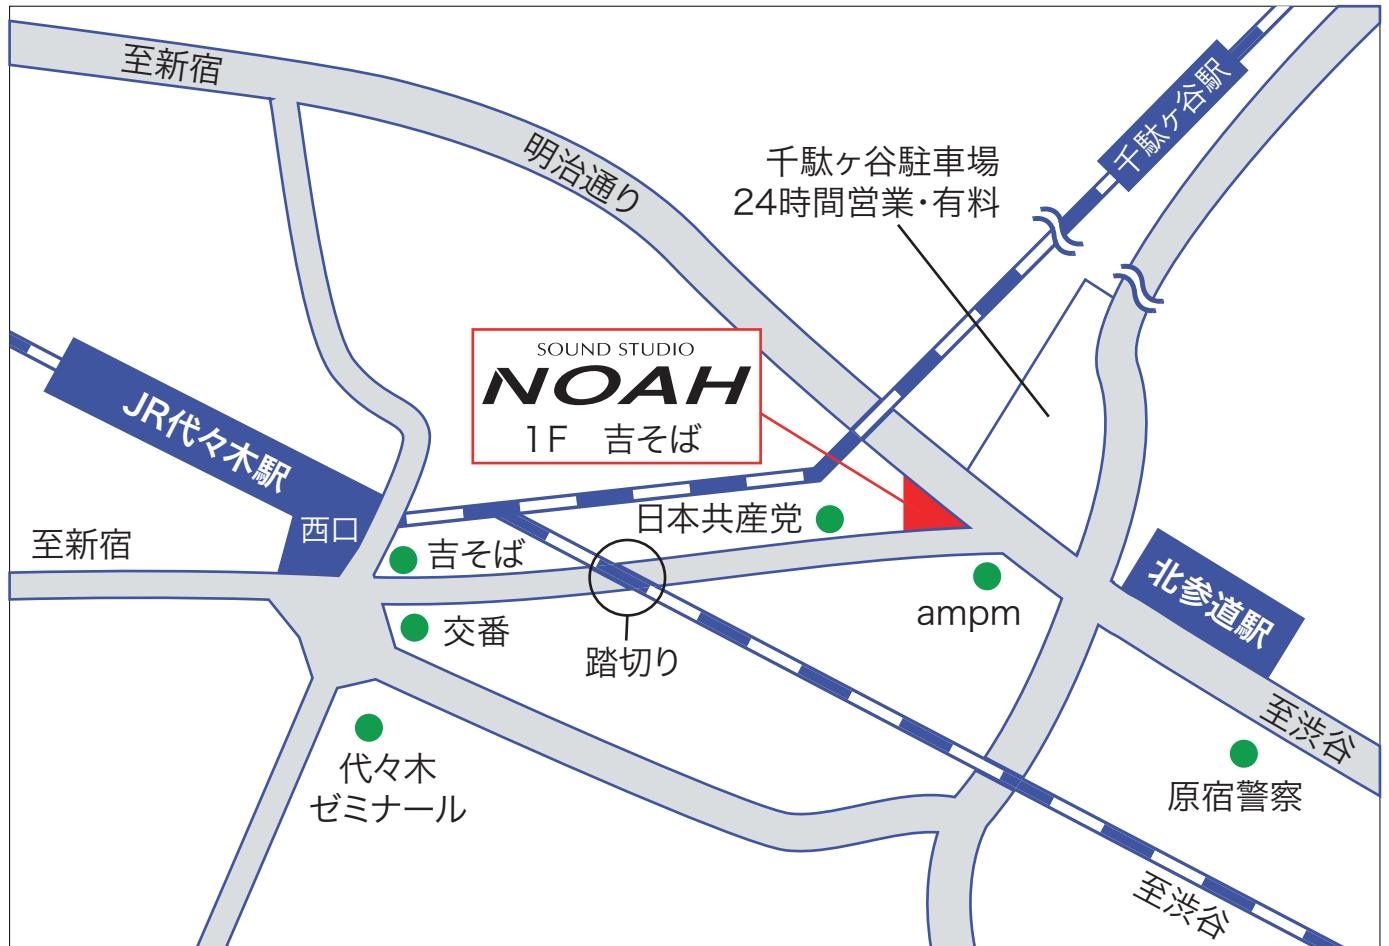 至新宿
明治通り
千駄ヶ谷駅
千駄ヶ谷駐車場
24時間営業・有料
SOUND STUDIO
NOAH
1F 吉そば
JR代々木駅
西口
至新宿
吉そば
日本共産党
交番
踏切り
ampm
北参道駅
至渋谷
代々木
ゼミナール
原宿警察
至渋谷